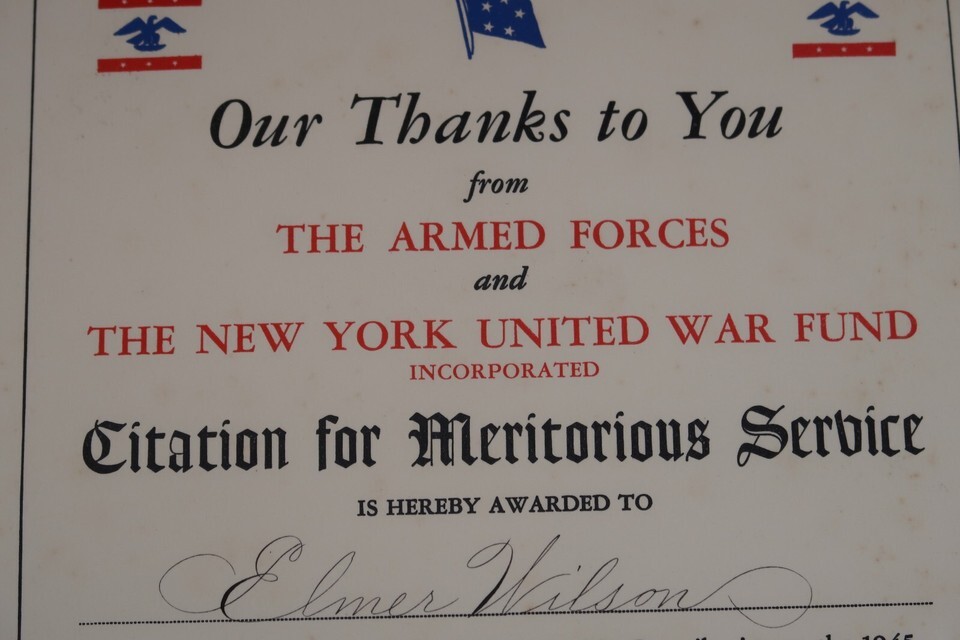 Our Thanks to You
from
THE ARMED FORCES
and
THE NEW YORK UNITED WAR FUND
INCORPORATED
Citation for Meritorious Service
IS HEREBY AWARDED TO
Elmer Wilson